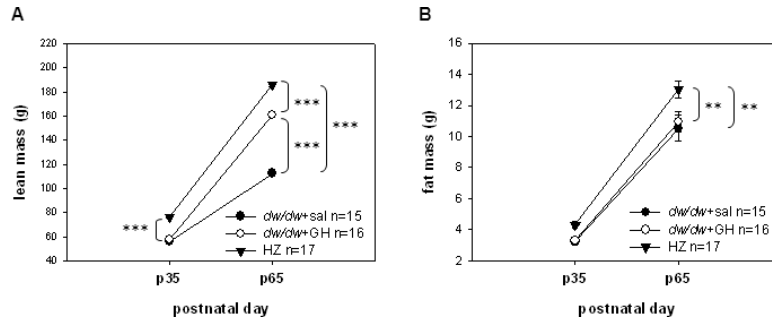 A
lean mass (g)
220
200
180
160
140
120
100
80
60
40
***
***
***
***
dw/dw+sal n=15
dw/dw+GH n=16
HZ n=17
p35
p65
postnatal day
B
fat mass (g)
16
14
12
10
8
6
4
2
**
**
dw/dw+sal n=15
dw/dw+GH n=16
HZ n=17
p35
p65
postnatal day